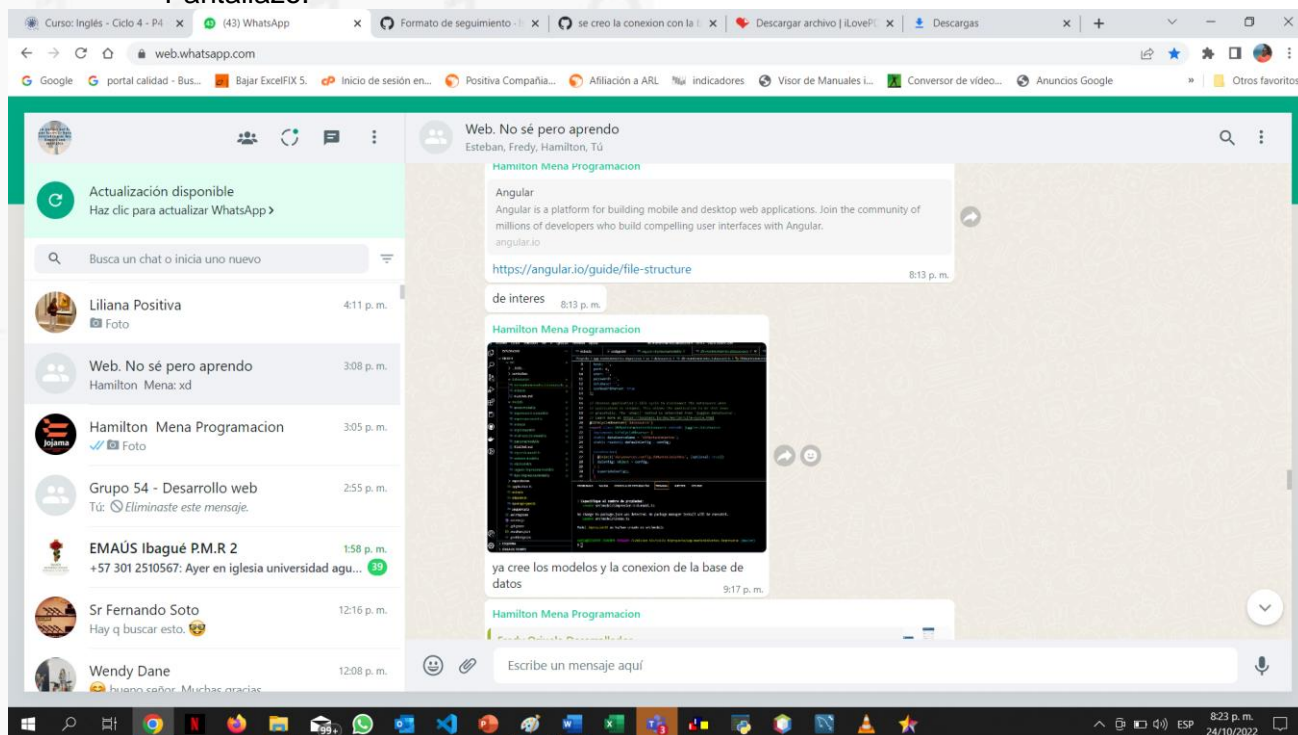 Pantallazo:
Curso: Inglés - Ciclo 4 - P4
(43) WhatsApp
Formato de seguimiento
se creo la conexion con la
Descargar archivo | iLovePD
Descargas
web.whatsapp.com
Google
portal calidad - Bus...
Bajar ExcelFIX 5.
Inicio de sesión en...
Positiva Compañia...
Afiliación a ARL
indicadores
Visor de Manuales i...
Conversor de vídeo...
Anuncios Google
»
Otros favoritos
Actualización disponible
Haz clic para actualizar WhatsApp >
Busca un chat o inicia uno nuevo
Liliana Positiva
4:11 p. m.
Foto
Web. No sé pero aprendo
3:08 p. m.
Hamilton Mena: xd
Jojama
Hamilton Mena Programacion
3:05 p. m.
Foto
Grupo 54 - Desarrollo web
2:55 p. m.
Tú: Eliminaste este mensaje.
EMAÚS Ibagué P.M.R 2
1:58 p. m.
+57 301 2510567: Ayer en iglesia universidad agu...
39
Sr Fernando Soto
12:16 p. m.
Hay q buscar esto.
Wendy Dane
12:08 p. m.
bueno señor. Muchas gracias
Web. No sé pero aprendo
Esteban, Fredy, Hamilton, Tú
Hamilton Mena Programacion
Angular
Angular is a platform for building mobile and desktop web applications. Join the community of
millions of developers who build compelling user interfaces with Angular.
angular.io
https://angular.io/guide/file-structure
8:13 p. m.
de interes
8:13 p. m.
Hamilton Mena Programacion
ya cree los modelos y la conexion de la base de
datos
9:17 p. m.
Hamilton Mena Programacion
Escribe un mensaje aquí
99+
ESP
8:23 p. m.
24/10/2022